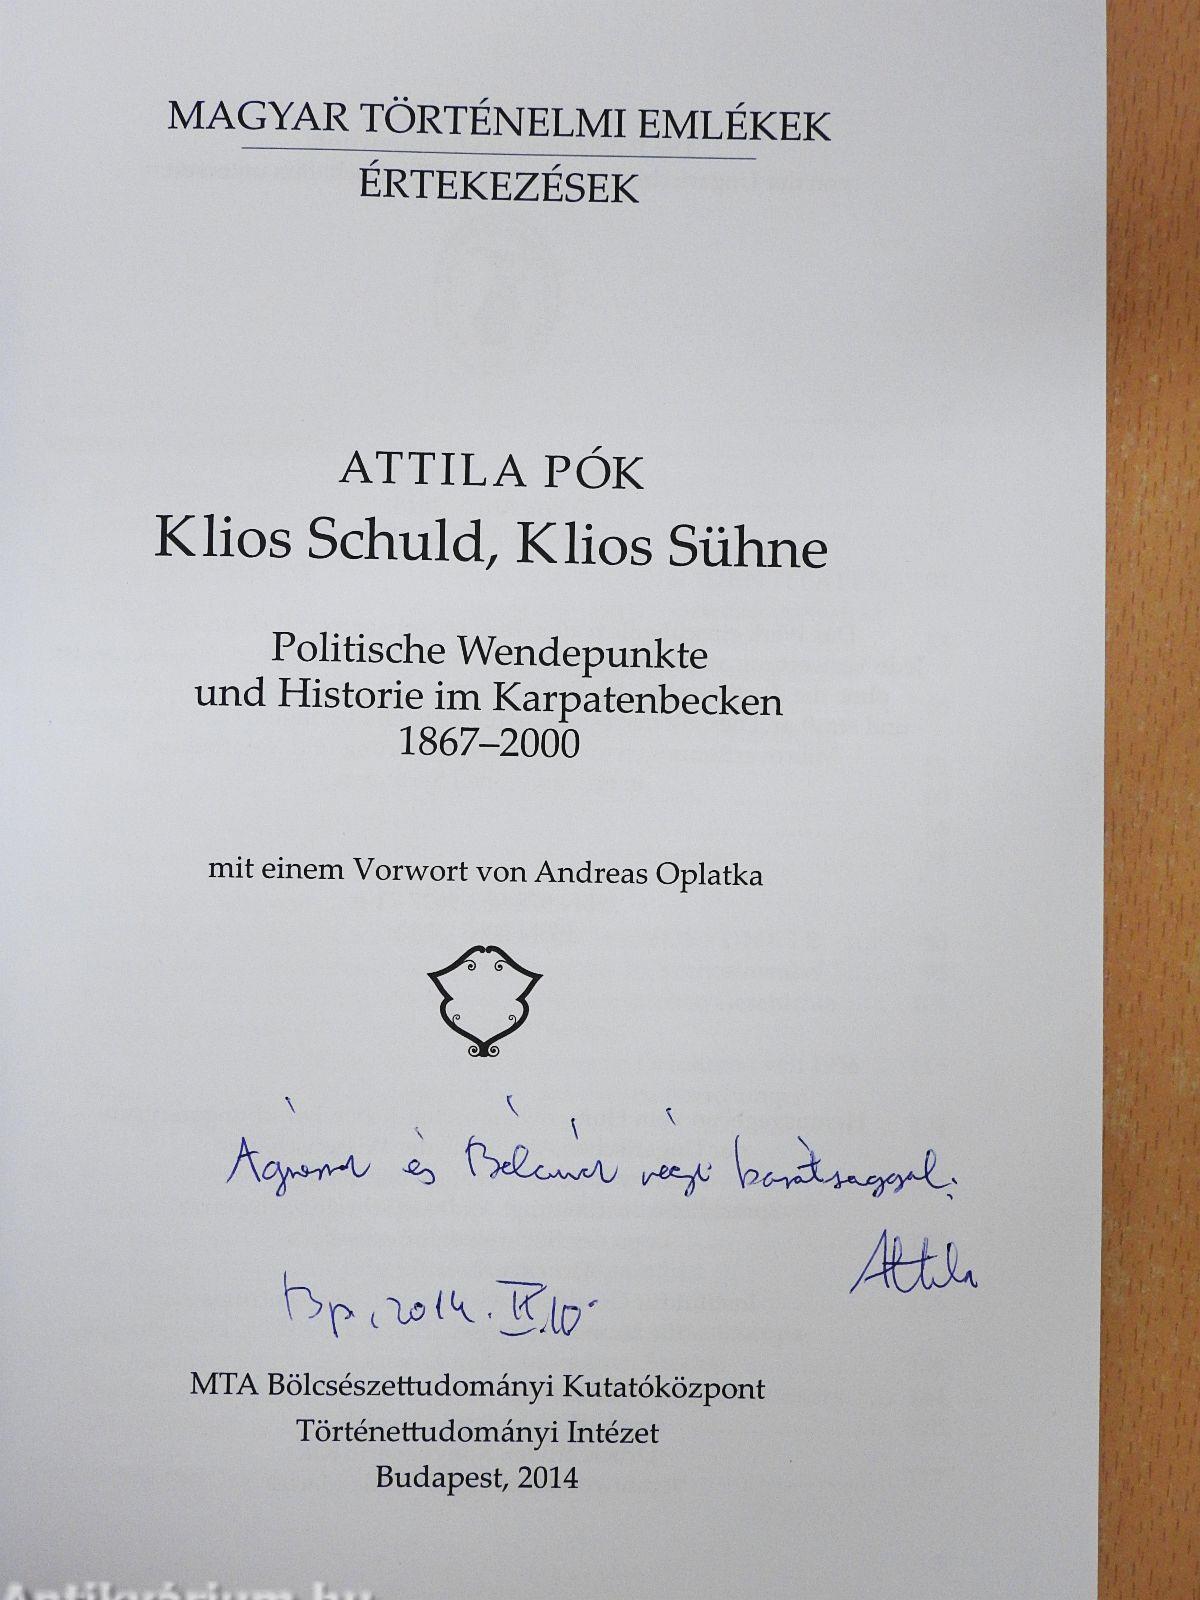 MAGYAR TÖRTÉNELMI EMLÉKEK
ÉRTEKEZÉSEK
ATTILA PÓK
Klios Schuld, Klios Sühne
Politische Wendepunkte
und Historie im Karpatenbecken
1867–2000
mit einem Vorwort von Andreas Oplatka
Ágnesnek és Bélának régi barátsággal:
Attila
Bp, 2014. 10.
MTA Bölcsészettudományi Kutatóközpont
Történettudományi Intézet
Budapest, 2014
Antikvárium.hu